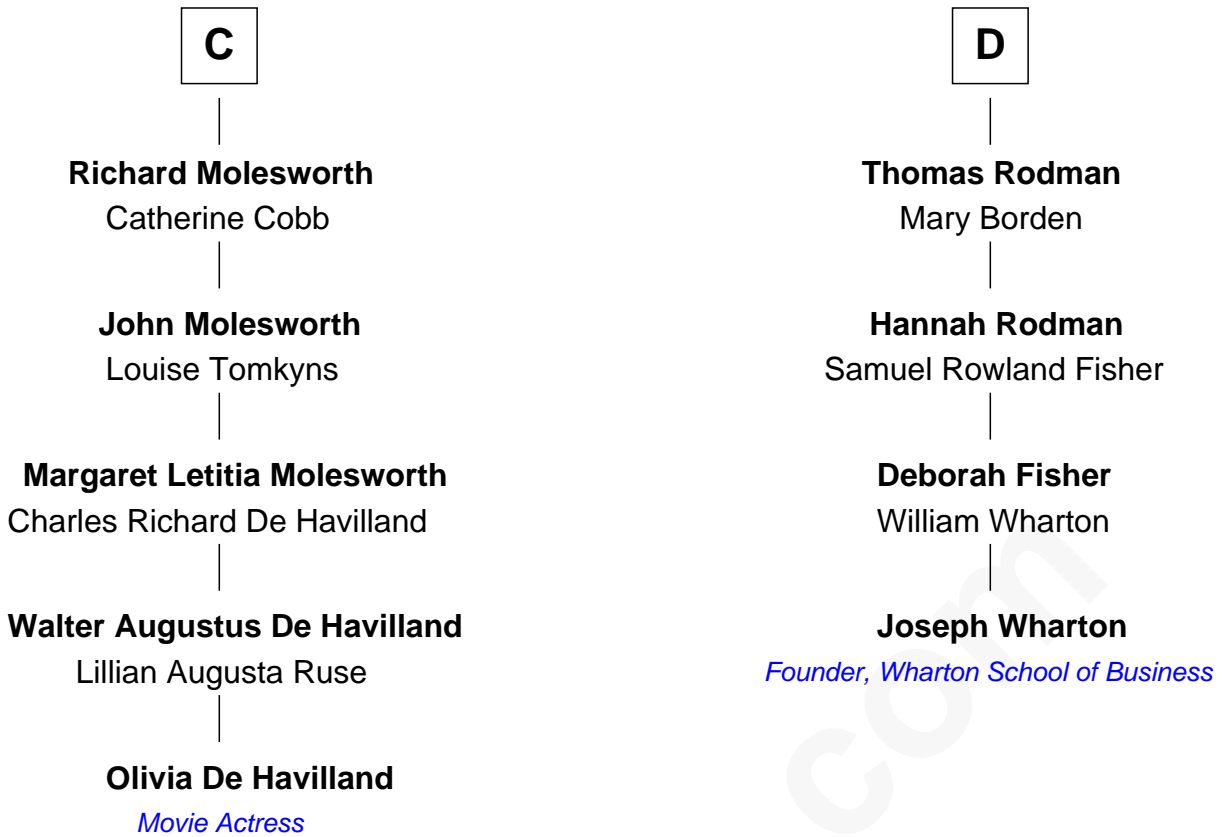 C
Richard Molesworth
Catherine Cobb
John Molesworth
Louise Tomkyns
Margaret Letitia Molesworth
Charles Richard De Havilland
Walter Augustus De Havilland
Lillian Augusta Ruse
Olivia De Havilland
Movie Actress
D
Thomas Rodman
Mary Borden
Hannah Rodman
Samuel Rowland Fisher
Deborah Fisher
William Wharton
Joseph Wharton
Founder, Wharton School of Business
com